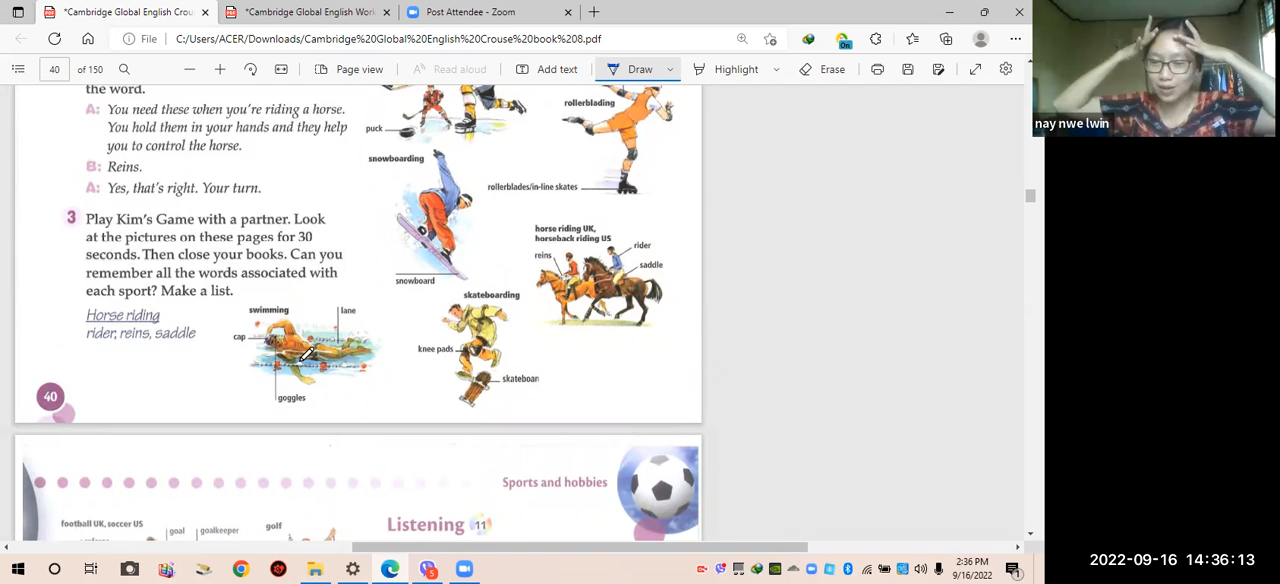 *Cambridge Global English Crou
*Cambridge Global English Work
Post Attendee - Zoom
File
C:/Users/ACER/Downloads/Cambridge%20Global%20English%20Crouse%20book%208.pdf
On
40
of 150
Page view
Read aloud
Add text
Draw
Highlight
Erase
nay nwe lwin
the word.
A: You need these when you're riding a horse.
You hold them in your hands and they help
you to control the horse.
B: Reins.
A: Yes, that's right. Your turn.
3 Play Kim's Game with a partner. Look
at the pictures on these pages for 30
seconds. Then close your books. Can you
remember all the words associated with
each sport? Make a list.
Horse riding
rider, reins, saddle
swimming
lane
cap
goggles
puck
rollerblading
snowboarding
rollerblades/in-line skates
snowboard
horse riding UK,
horseback riding US
reins
rider
saddle
skateboarding
knee pads
skateboar
40
Sports and hobbies
football UK, soccer US
goal
goalkeeper
golf
Listening 11
2022-09-16 14:36:13
5
2:36 PM
9/16/2022
1